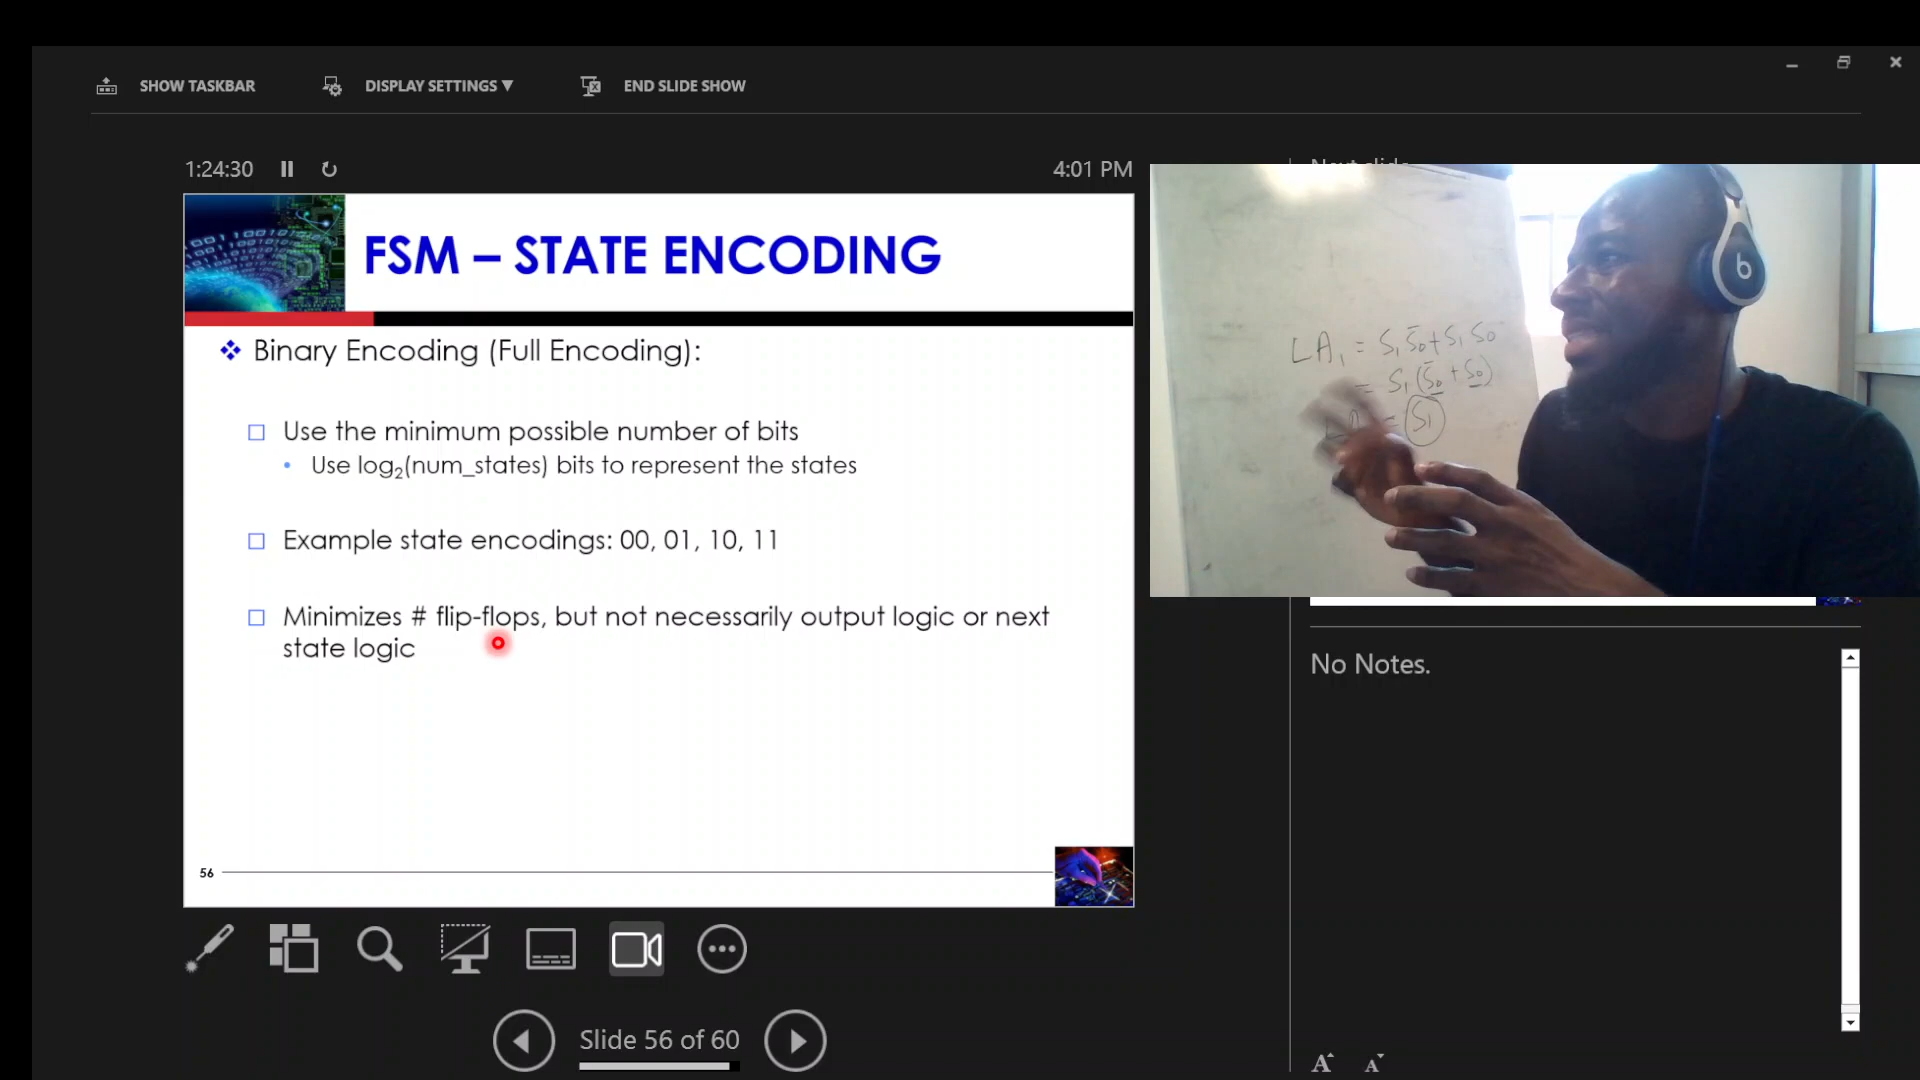 SHOW TASKBAR
DISPLAY SETTINGS ▼
END SLIDE SHOW
1:24:30
4:01 PM
Next slide
FSM – STATE ENCODING
Binary Encoding (Full Encoding):
Use the minimum possible number of bits
• Use log₂(num_states) bits to represent the states
Example state encodings: 00, 01, 10, 11
Minimizes # flip-flops, but not necessarily output logic or next
state logic
56
LA₁ = S₁S̄₀ + S₁S₀
= S₁(S̄₀ + S₀)
= S₁
b
No Notes.
Slide 56 of 60
A A